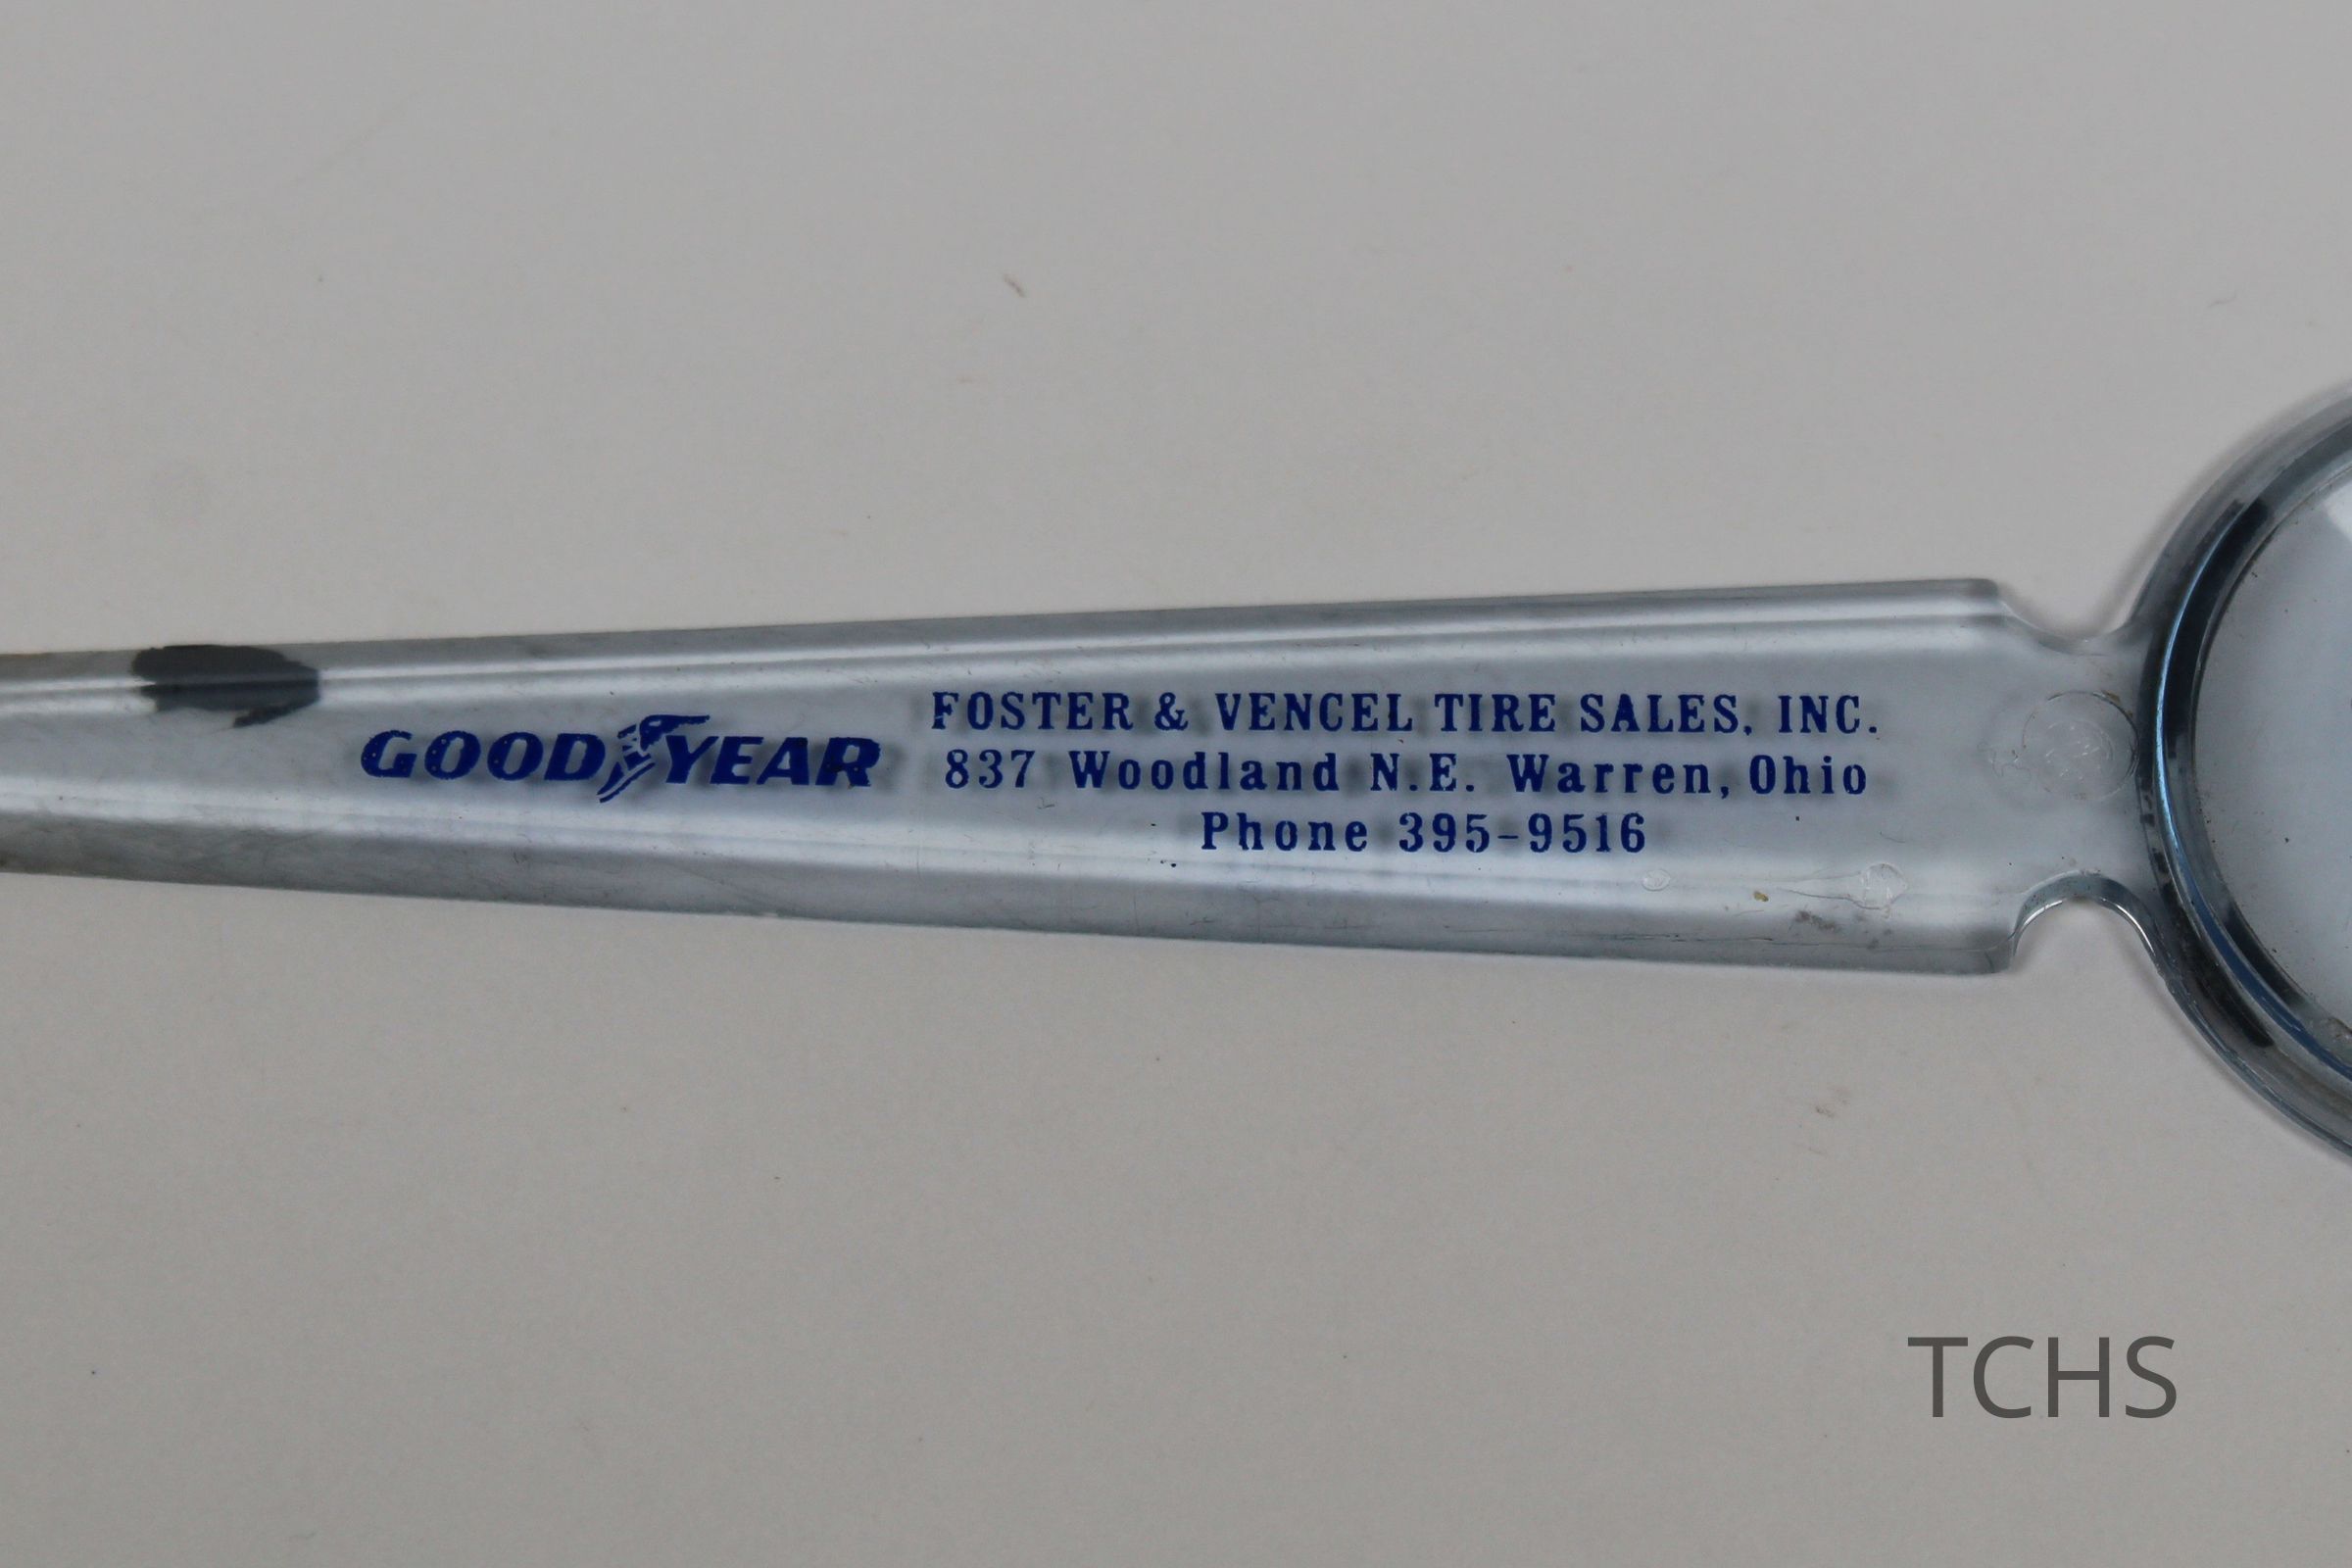 GOODYEAR
FOSTER & VENCEL TIRE SALES, INC.
837 Woodland N.E. Warren, Ohio
Phone 395-9516
TCHS